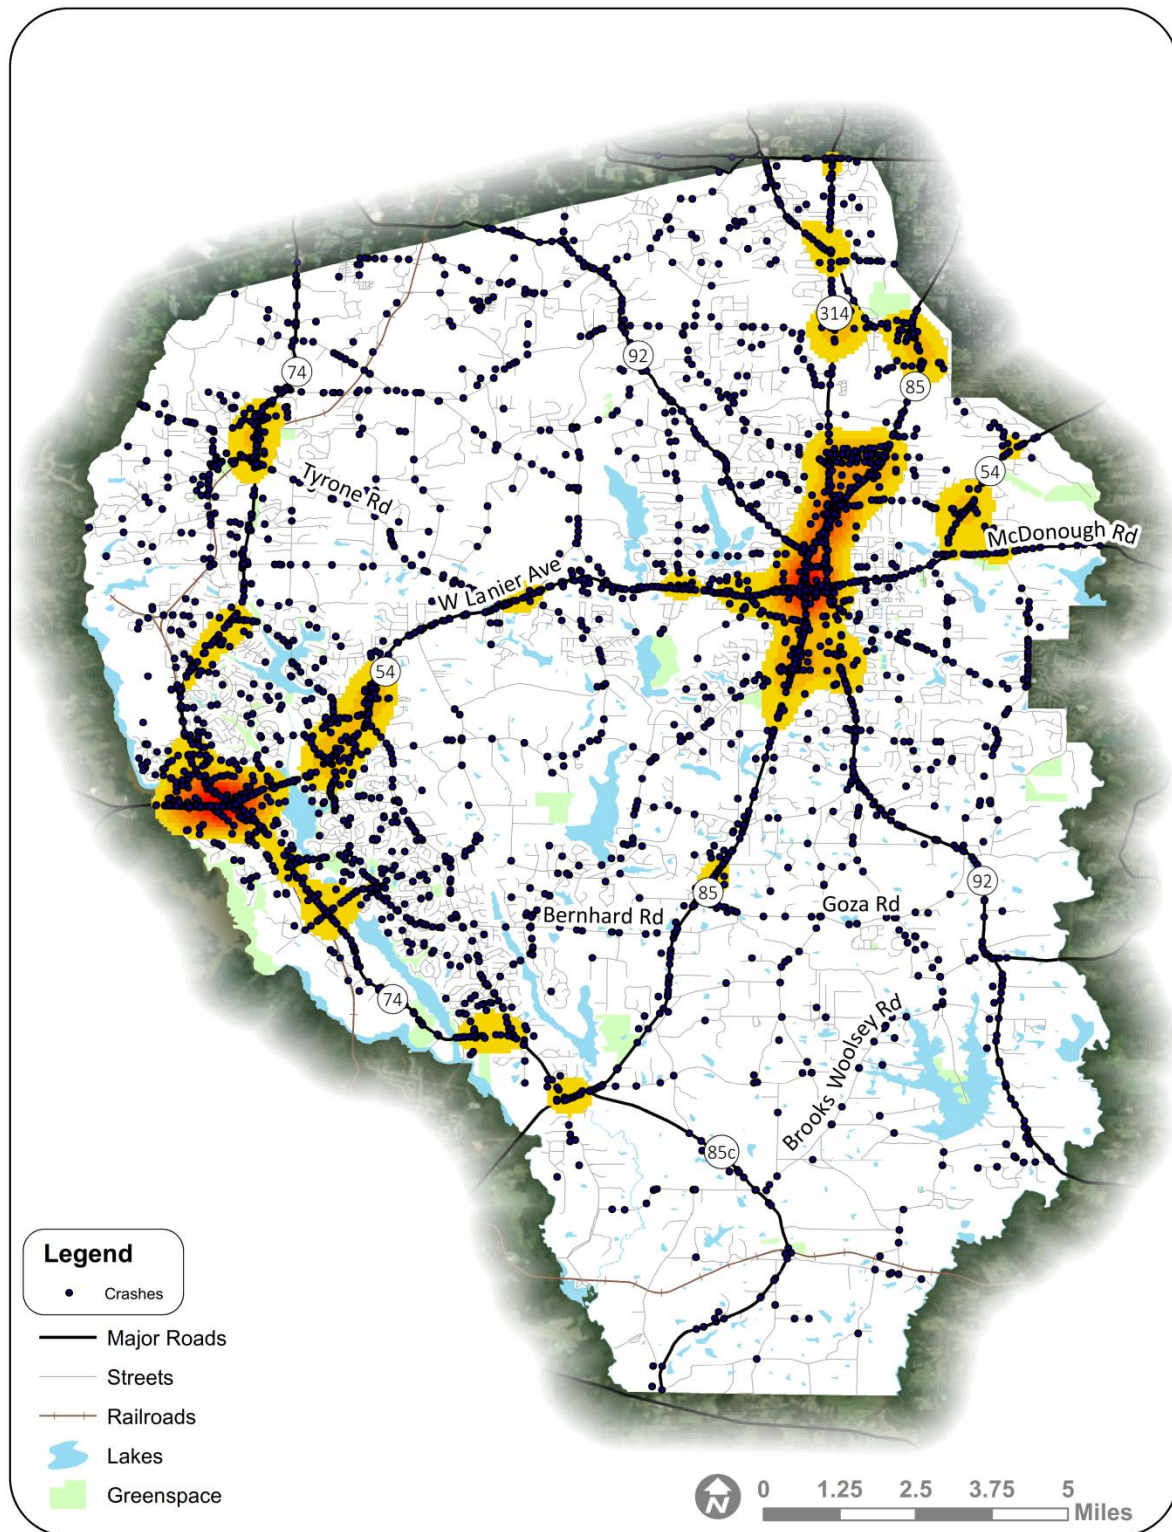 314
92
74
85
54
Tyrone Rd
McDonough Rd
W Lanier Ave
54
92
85
Goza Rd
Bernhard Rd
74
Brooks Woolsey Rd
85c
Legend
Crashes
Major Roads
Streets
Railroads
Lakes
Greenspace
N
0 1.25 2.5 3.75 5
Miles